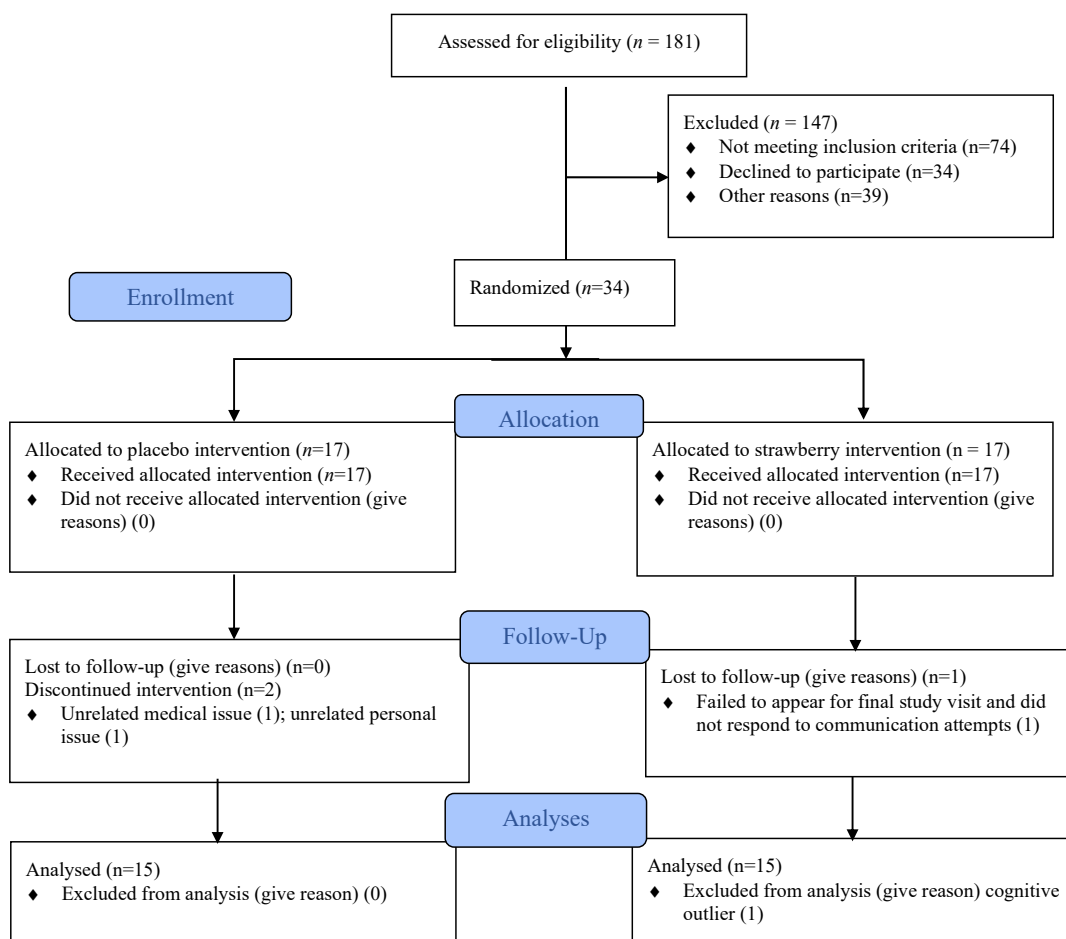 Assessed for eligibility (n = 181)
Excluded (n = 147)
♦ Not meeting inclusion criteria (n=74)
♦ Declined to participate (n=34)
♦ Other reasons (n=39)
Enrollment
Randomized (n=34)
Allocation
Allocated to placebo intervention (n=17)
♦ Received allocated intervention (n=17)
♦ Did not receive allocated intervention (give
reasons) (0)
Allocated to strawberry intervention (n = 17)
♦ Received allocated intervention (n=17)
♦ Did not receive allocated intervention (give
reasons) (0)
Follow-Up
Lost to follow-up (give reasons) (n=0)
Discontinued intervention (n=2)
♦ Unrelated medical issue (1); unrelated personal
issue (1)
Lost to follow-up (give reasons) (n=1)
♦ Failed to appear for final study visit and did
not respond to communication attempts (1)
Analyses
Analysed (n=15)
♦ Excluded from analysis (give reason) (0)
Analysed (n=15)
♦ Excluded from analysis (give reason) cognitive
outlier (1)